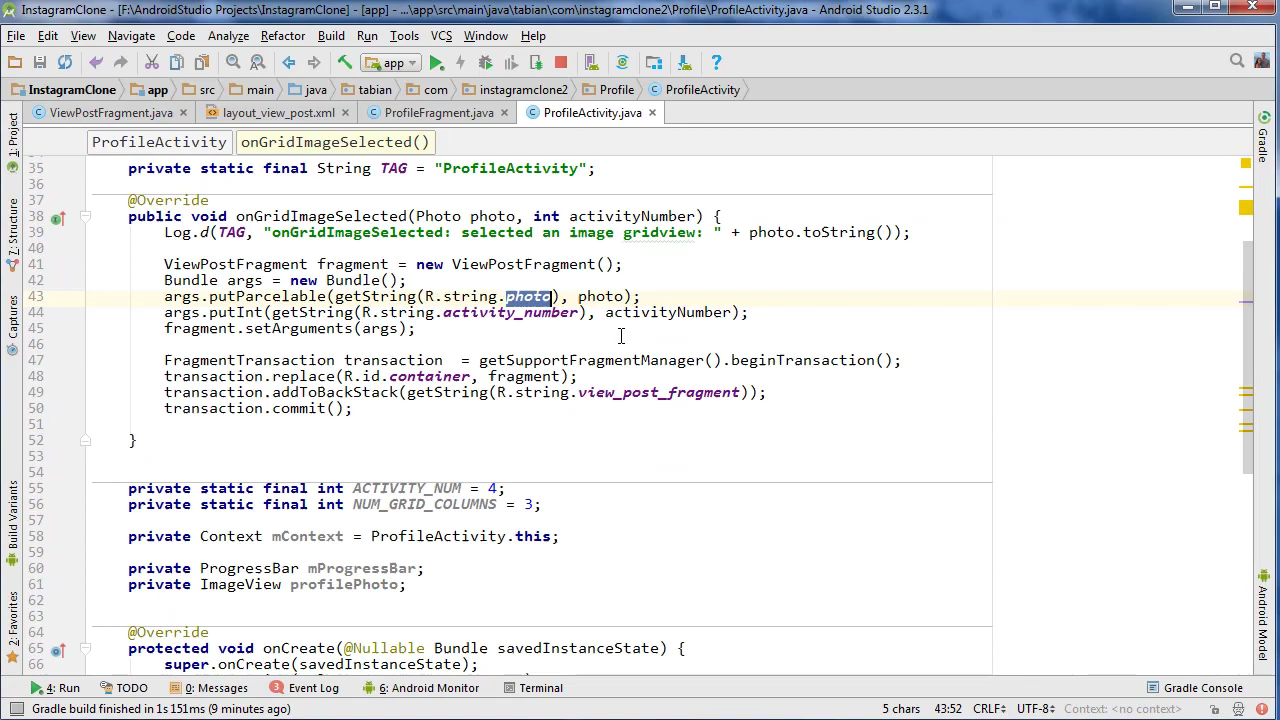 InstagramClone - [F:\AndroidStudio Projects\InstagramClone] - [app] - ...\app\src\main\java\tabian\com\instagramclone2\Profile\ProfileActivity.java - Android Studio 2.3.1
File Edit View Navigate Code Analyze Refactor Build Run Tools VCS Window Help
app
InstagramClone app src main java tabian com instagramclone2 Profile ProfileActivity
ViewPostFragment.java layout_view_post.xml ProfileFragment.java ProfileActivity.java
ProfileActivity onGridImageSelected()
35 private static final String TAG = "ProfileActivity";
36
37 @Override
38 public void onGridImageSelected(Photo photo, int activityNumber) {
39 Log.d(TAG, "onGridImageSelected: selected an image gridview: " + photo.toString());
40
41 ViewPostFragment fragment = new ViewPostFragment();
42 Bundle args = new Bundle();
43 args.putParcelable(getString(R.string.photo), photo);
44 args.putInt(getString(R.string.activity_number), activityNumber);
45 fragment.setArguments(args);
46
47 FragmentTransaction transaction  = getSupportFragmentManager().beginTransaction();
48 transaction.replace(R.id.container, fragment);
49 transaction.addToBackStack(getString(R.string.view_post_fragment));
50 transaction.commit();
51
52 }
53
54
55 private static final int ACTIVITY_NUM = 4;
56 private static final int NUM_GRID_COLUMNS = 3;
57
58 private Context mContext = ProfileActivity.this;
59
60 private ProgressBar mProgressBar;
61 private ImageView profilePhoto;
62
63
64 @Override
65 protected void onCreate(@Nullable Bundle savedInstanceState) {
66 super.onCreate(savedInstanceState);
1: Project
7: Structure
Captures
Build Variants
2: Favorites
Gradle
Android Model
4: Run TODO 0: Messages 3 Event Log 6: Android Monitor Terminal Gradle Console
Gradle build finished in 1s 151ms (9 minutes ago) 5 chars 43:52 CRLF÷ UTF-8÷ Context: <no context>